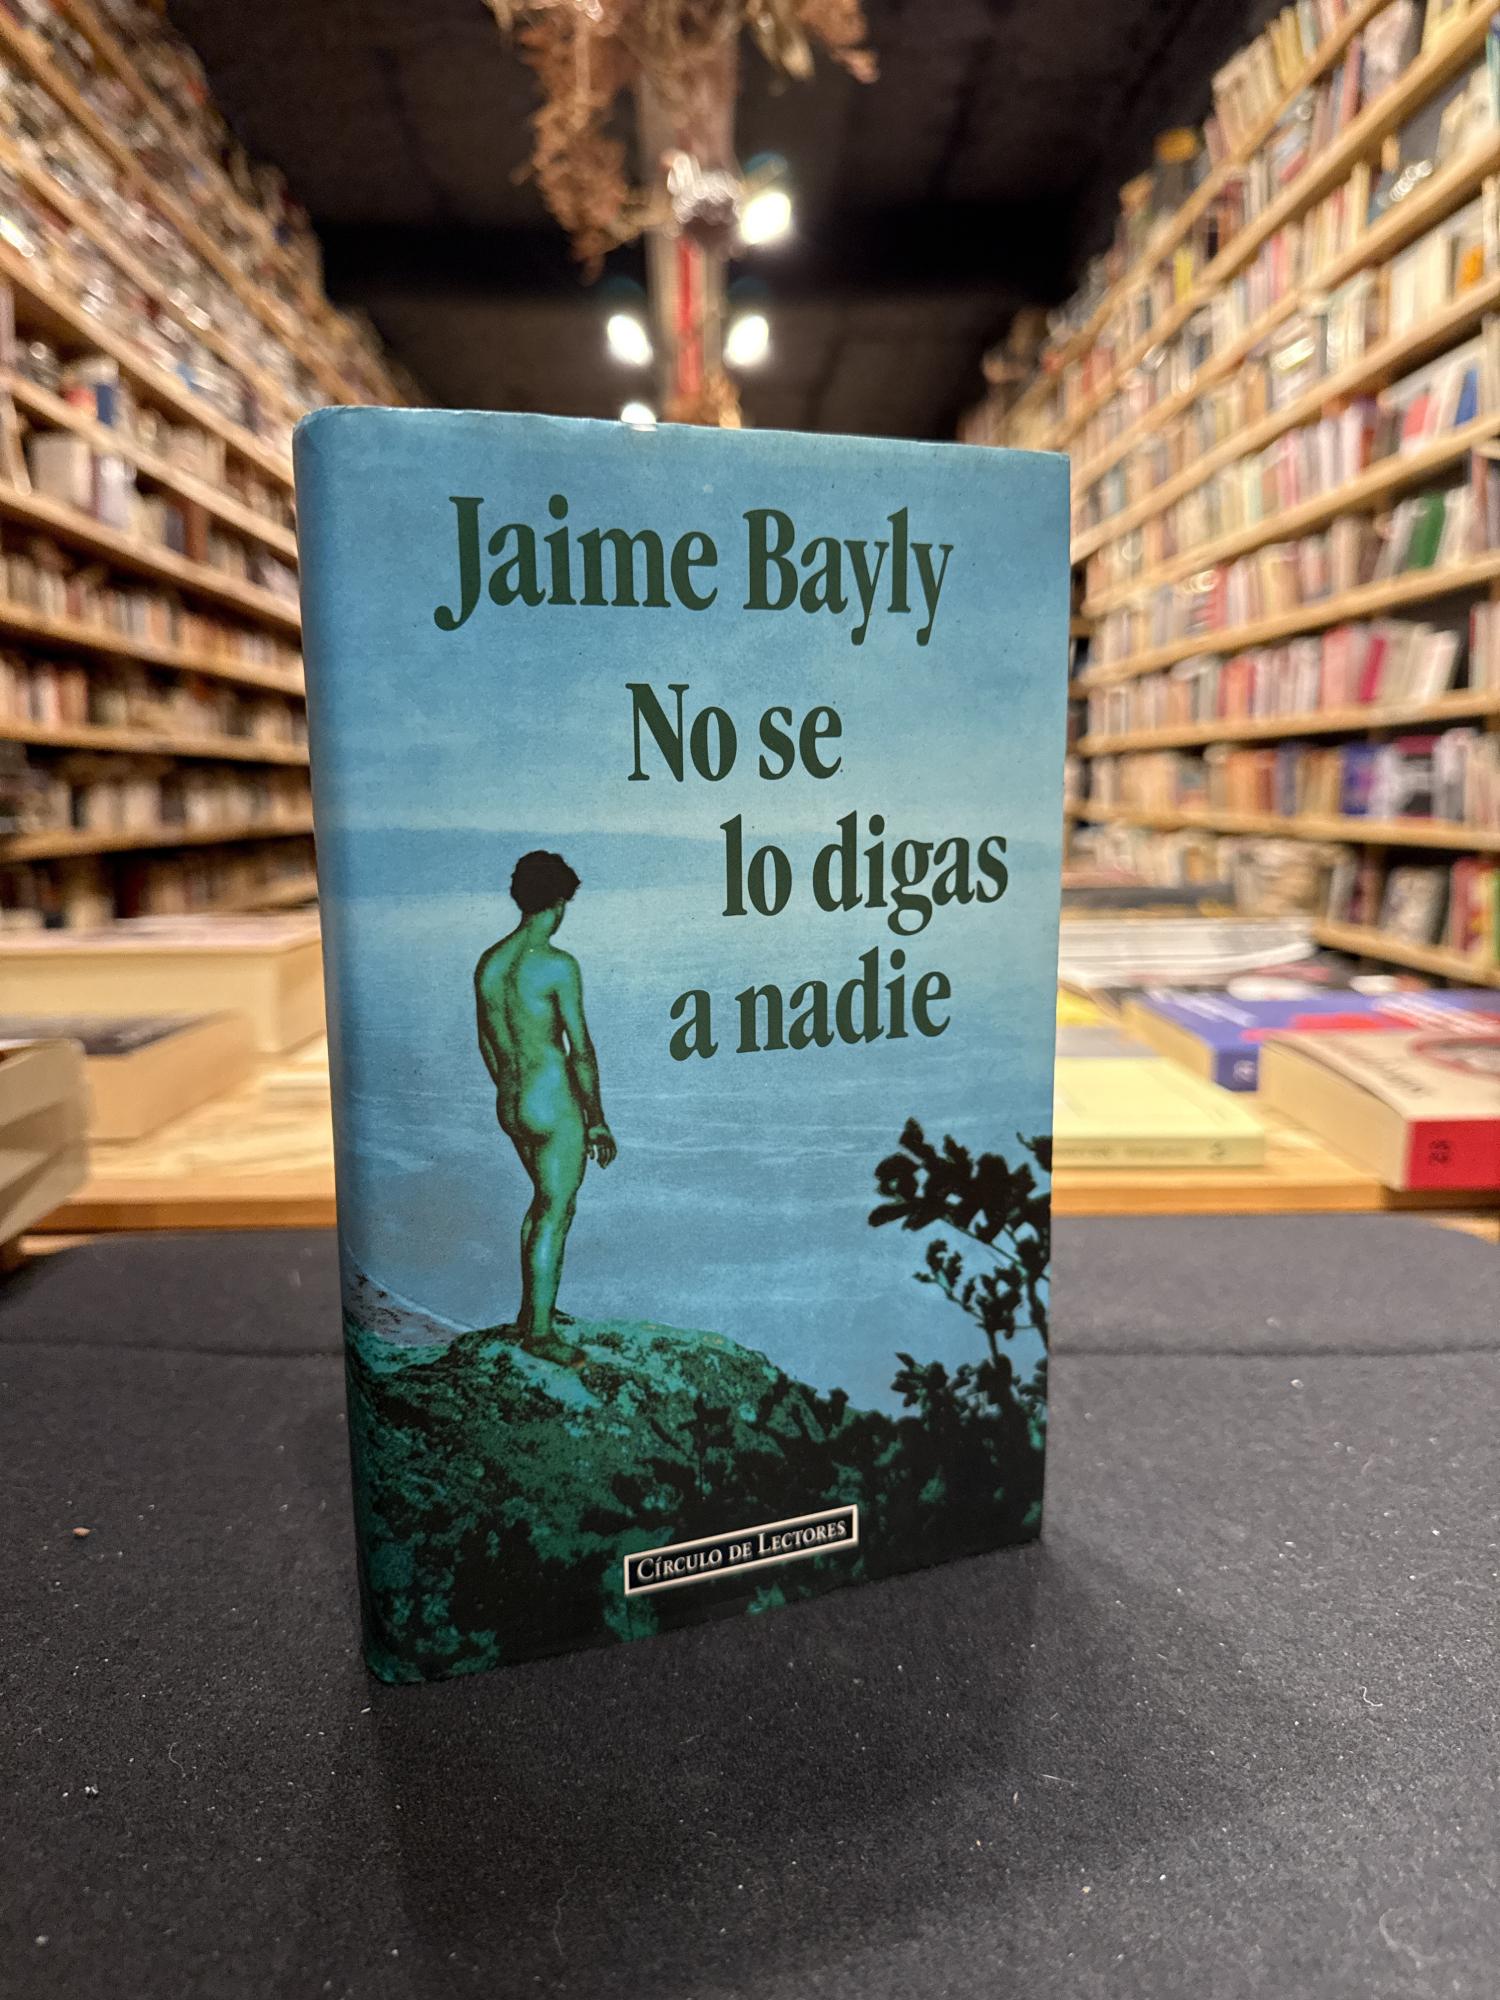 Jaime Bayly
No se
lo digas
a nadie
CÍRCULO DE LECTORES